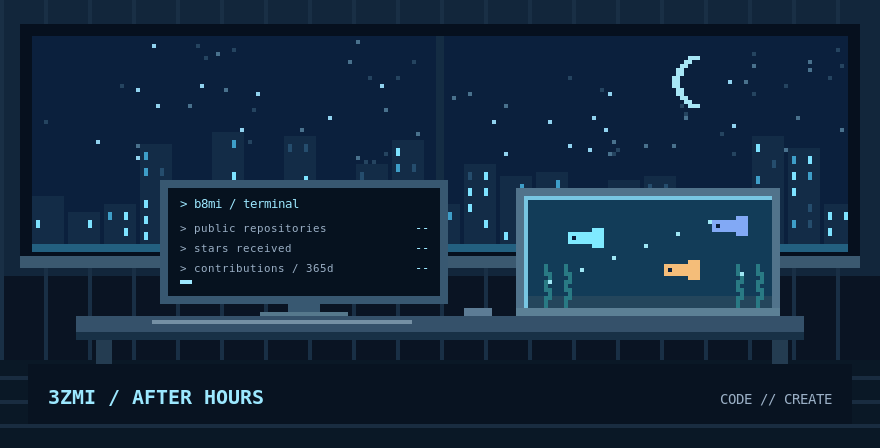 > b8mi / terminal
> public repositories --
> stars received --
> contributions / 365d --
3ZMI / AFTER HOURS
CODE // CREATE